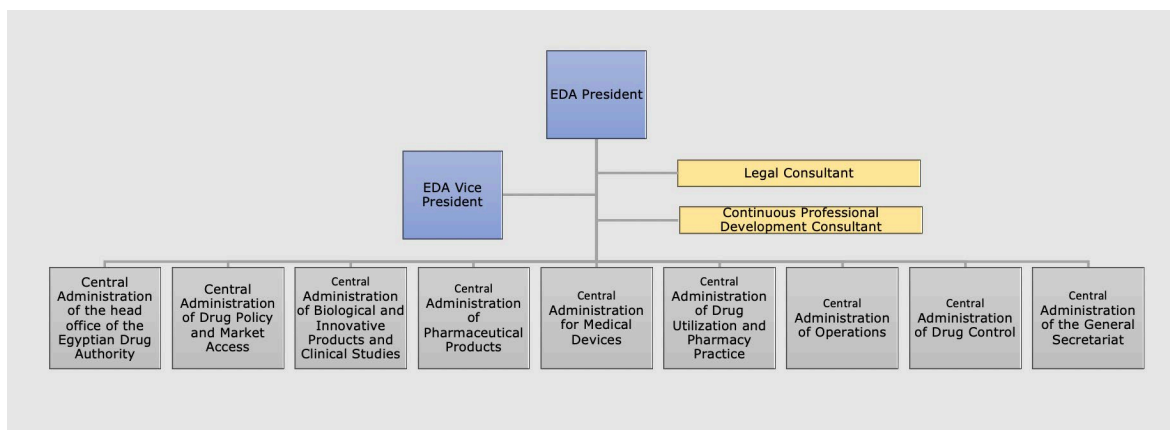 EDA President
EDA Vice
President
Legal Consultant
Continuous Professional
Development Consultant
Central
Administration
of the head
office of the
Egyptian Drug
Authority
Central
Administration
of Drug Policy
and Market
Access
Central
Administration
of Biological and
Innovative
Products and
Clinical Studies
Central
Administration
of
Pharmaceutical
Products
Central
Administration
for Medical
Devices
Central
Administration
of Drug
Utilization and
Pharmacy
Practice
Central
Administration
of Operations
Central
Administration
of Drug Control
Central
Administration
of the General
Secretariat